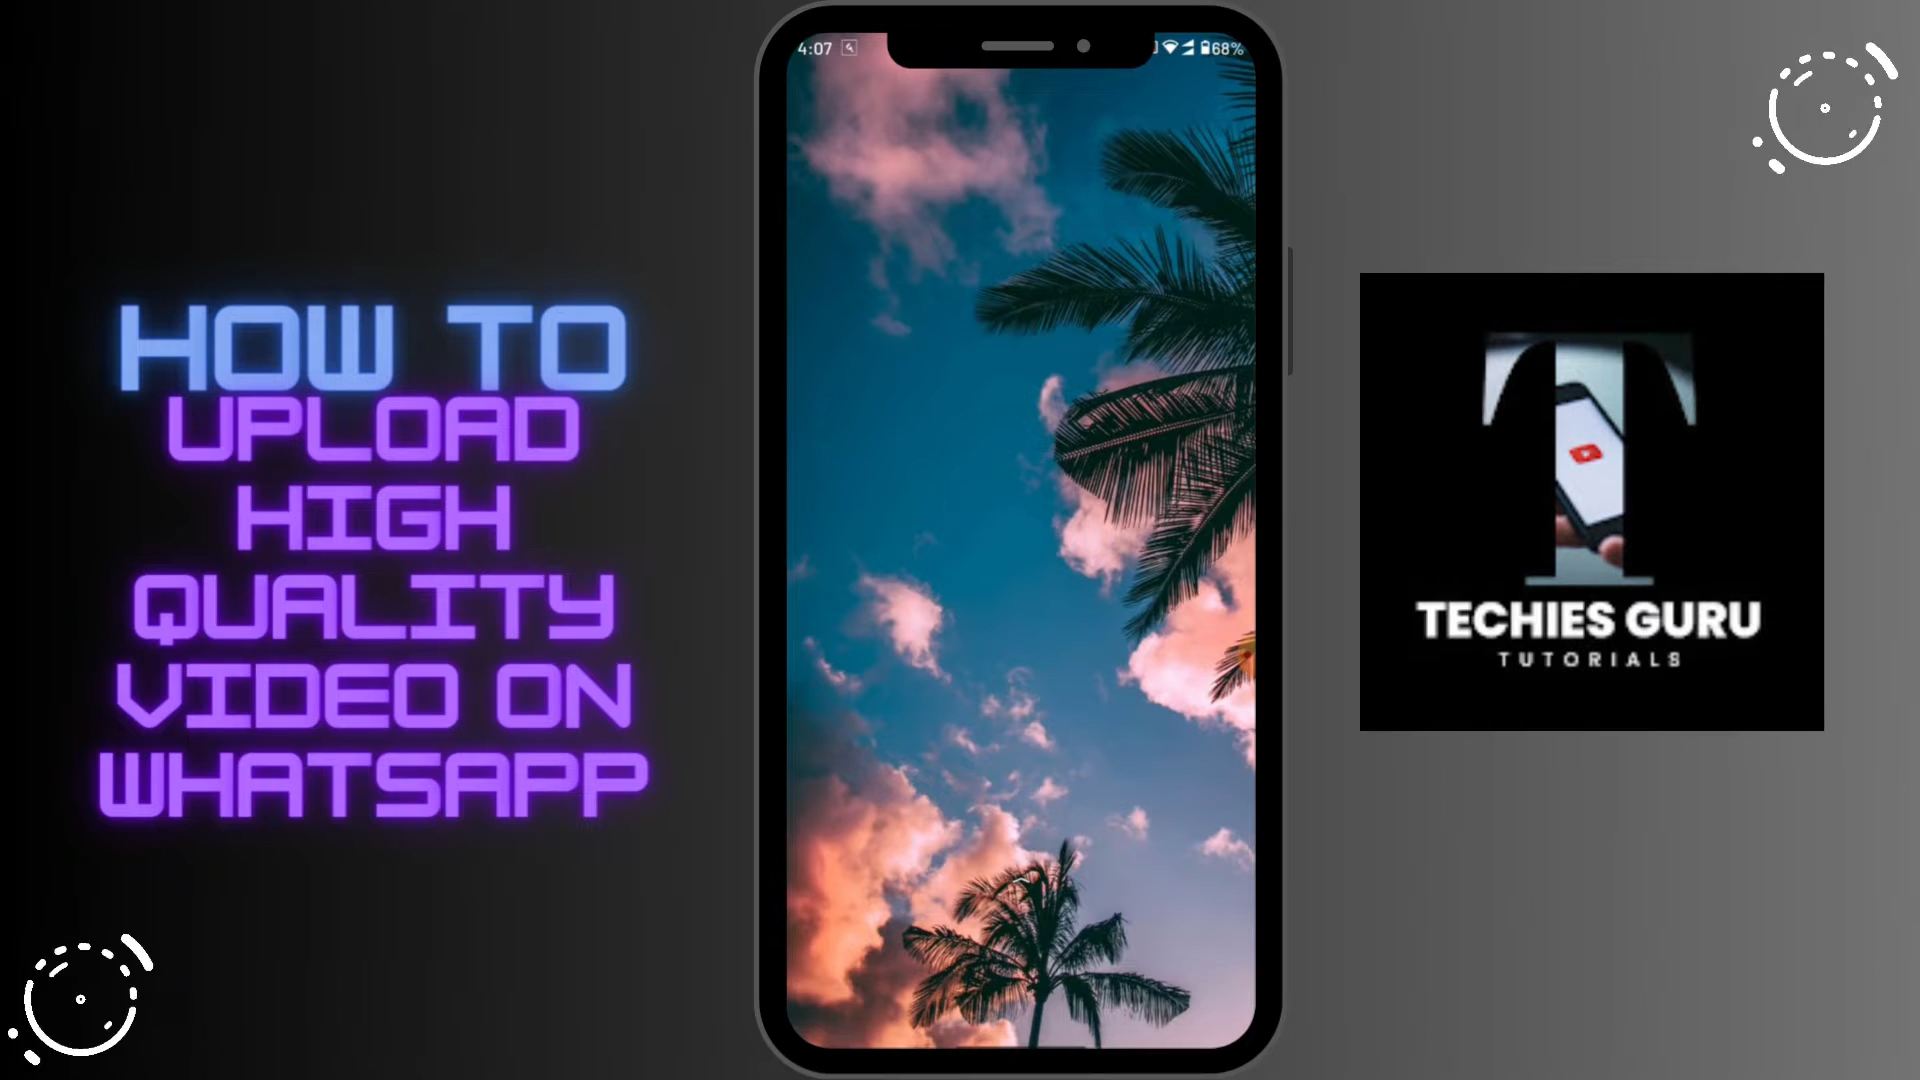 HOW TO
UPLOAD
HIGH
QUALITY
VIDEO ON
WHATSAPP
4:07
68%
TECHIES GURU
TUTORIALS